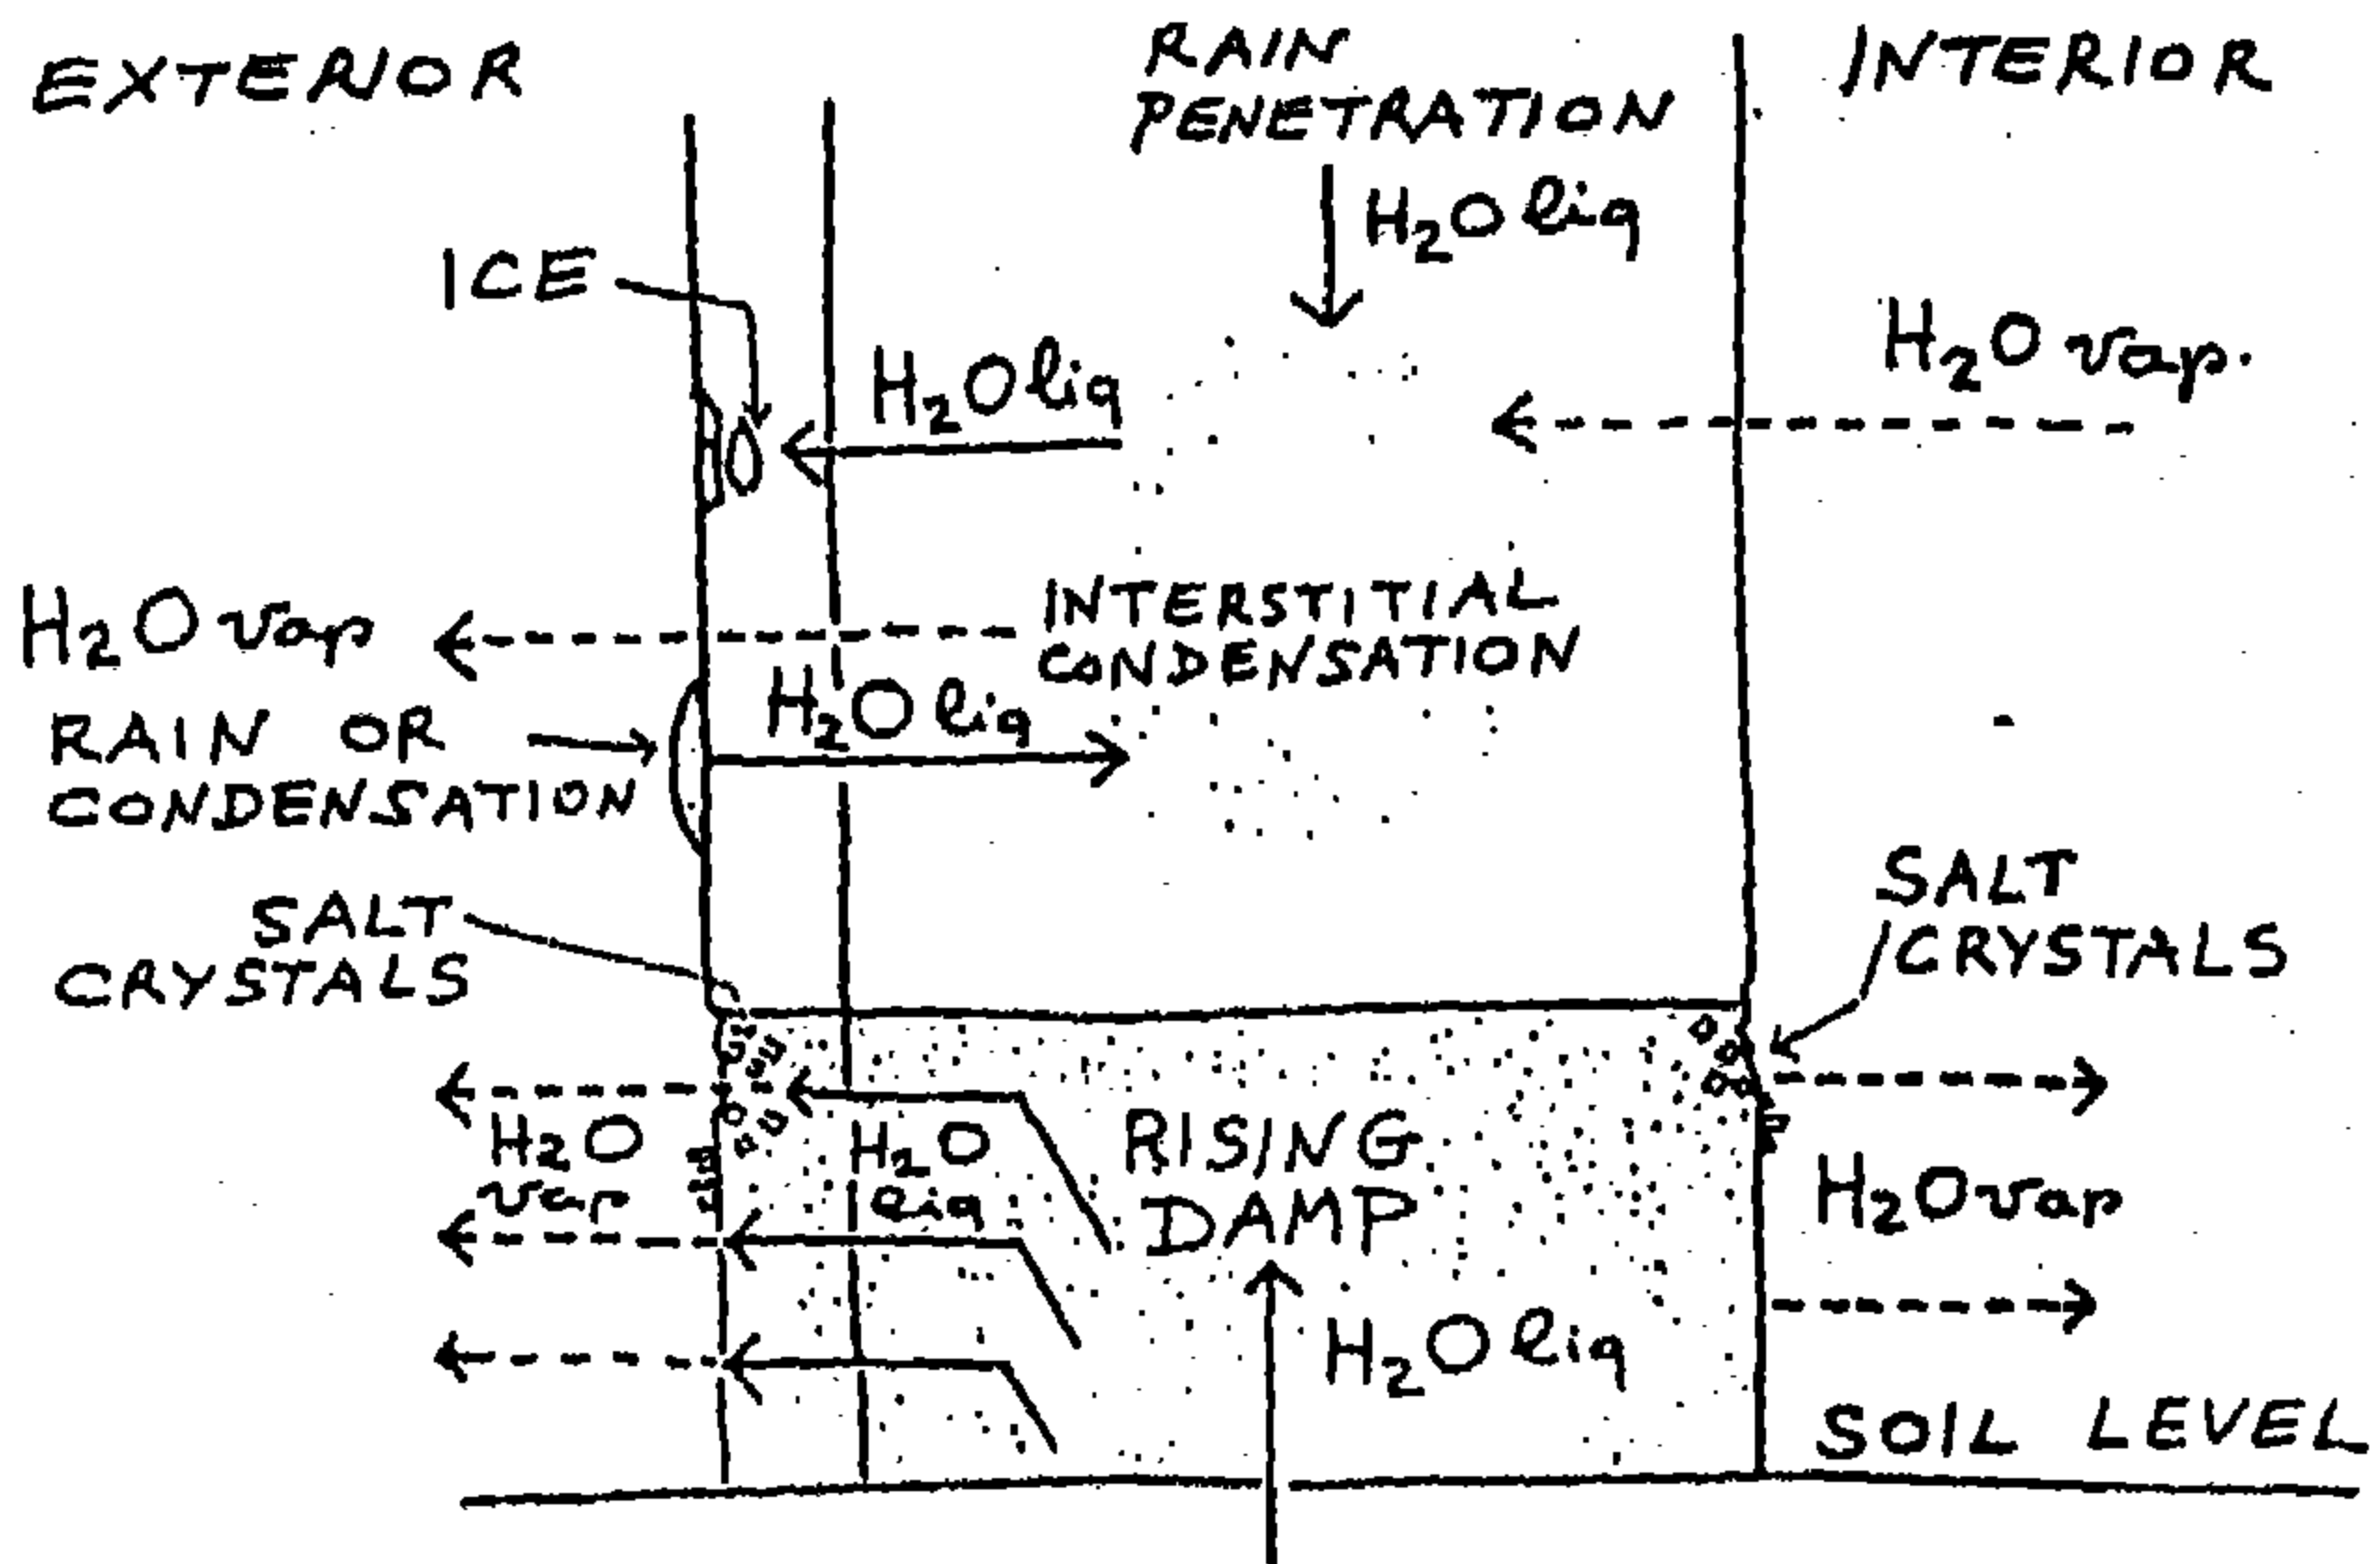 EXTERIOR
RAIN
PENETRATION
INTERIOR
H₂O liq
ICE
H₂O liq
H₂O vap.
H₂O vap
INTERSTITIAL
CONDENSATION
H₂O liq
RAIN OR
CONDENSATION
SALT
CRYSTALS
SALT
CRYSTALS
H₂O
vap
H₂O
liq
RISING
DAMP
H₂O vap
H₂O liq
SOIL LEVEL